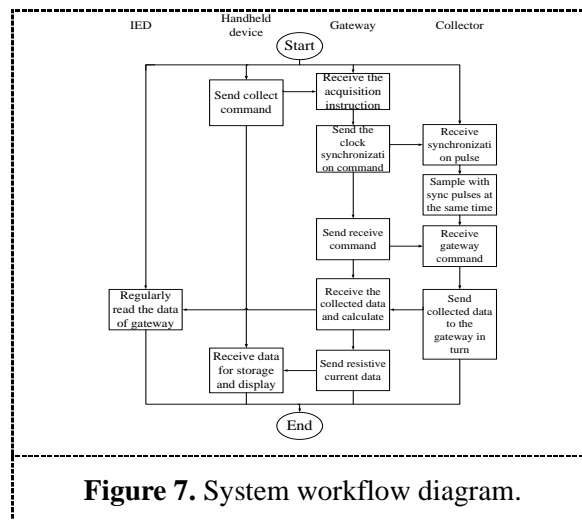 IED
Handheld
device
Gateway
Collector
Start
Send collect
command
Receive the
acquisition
instruction
Send the
clock
synchronizati
on command
Receive
synchronizati
on pulse
Sample with
sync pulses at
the same time
Send receive
command
Receive
gateway
command
Regularly
read the data
of gateway
Receive the
collected data
and calculate
Send
collected data
to the
gateway in
turn
Receive data
for storage
and display
Send resistive
current data
End
Figure 7. System workflow diagram.